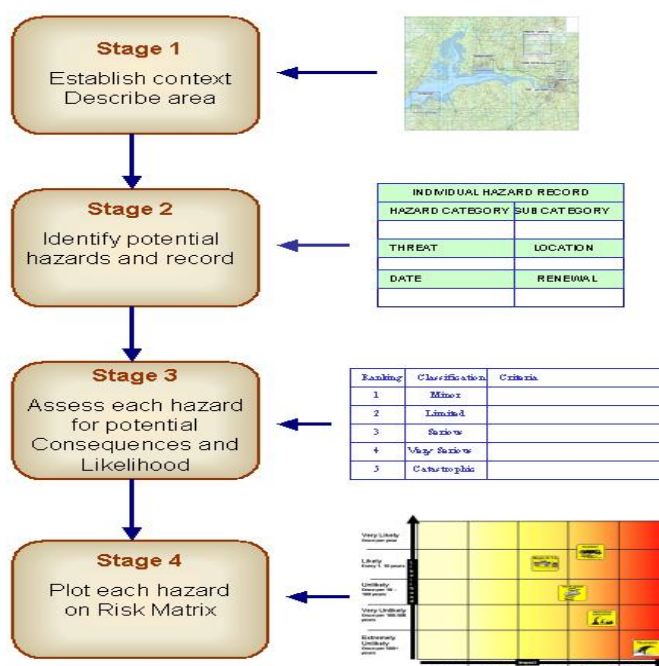 Stage 1
Establish context
Describe area
Stage 2
Identify potential
hazards and record
INDIVIDUAL HAZARD RECORD
HAZARD CATEGORY SUB CATEGORY
THREAT LOCATION
DATE RENEWAL
Stage 3
Assess each hazard
for potential
Consequences and
Likelihood
Ranking Classification Criteria
1 Minor
2 Limited
3 Serious
4 Very Serious
5 Catastrophic
Stage 4
Plot each hazard
on Risk Matrix
Very Likely
Likely
Unlikely
Very Unlikely
Extremely
Unlikely